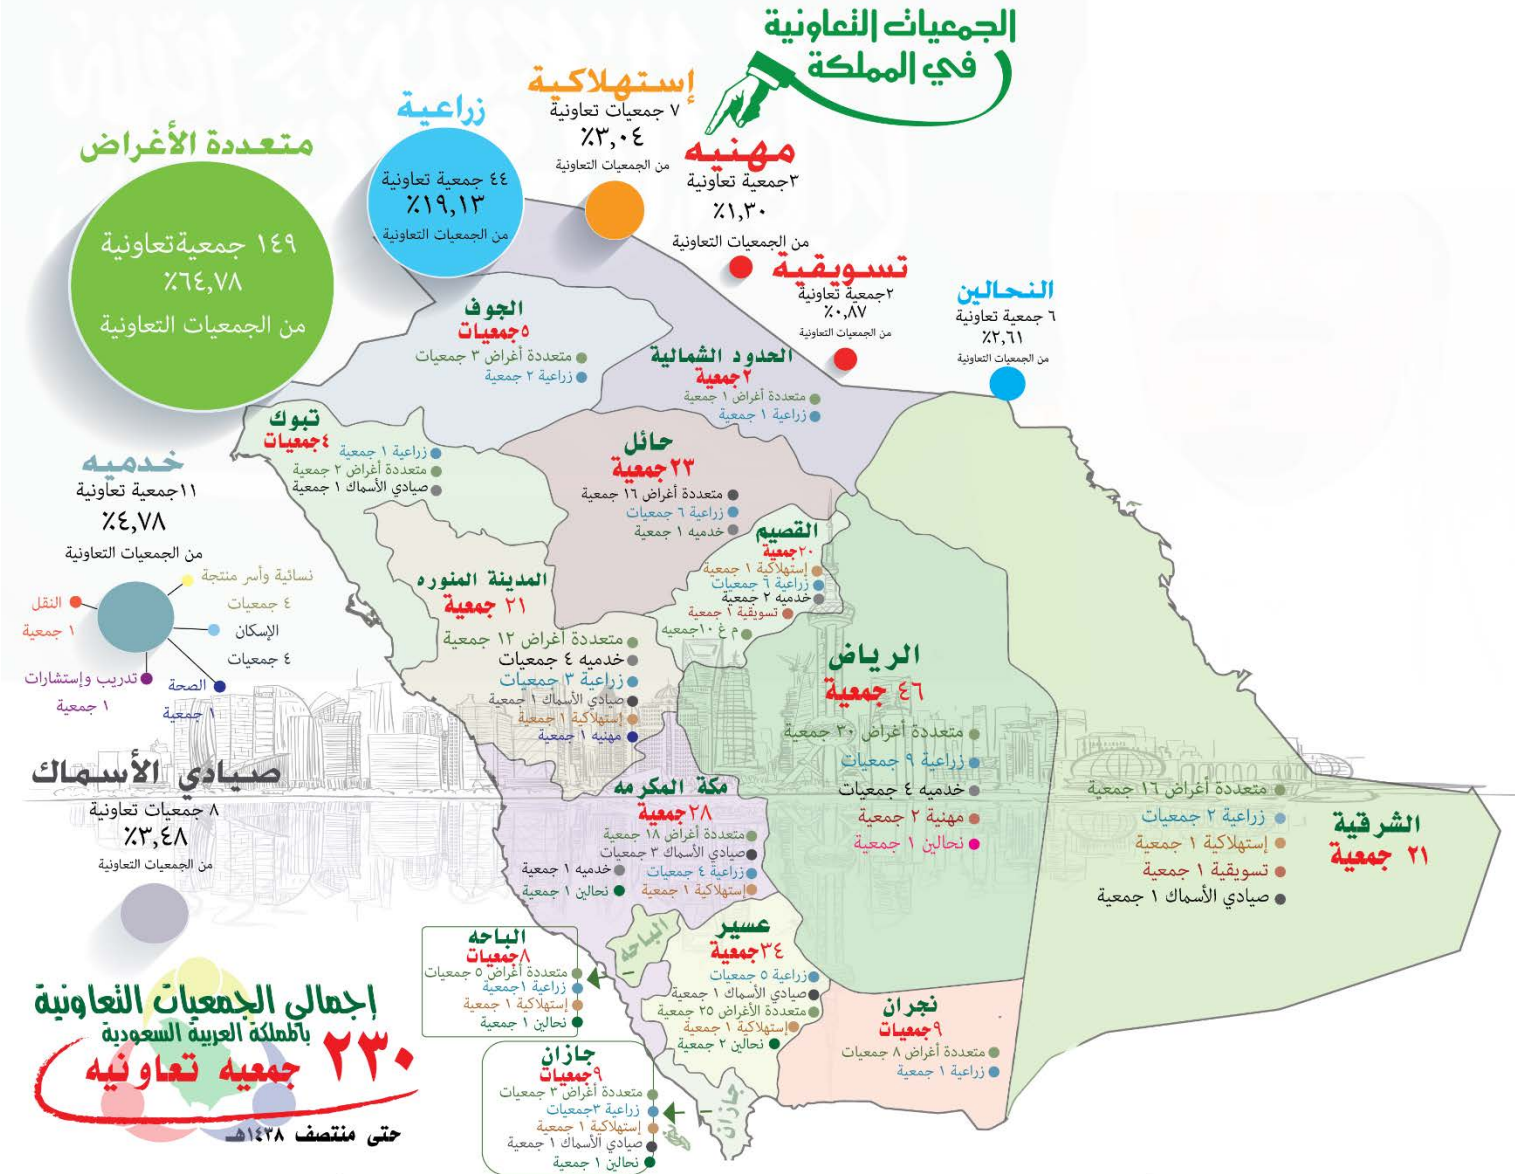 الجمعيات التعاونية
في المملكة
إستهلاكية
٧ جمعيات تعاونية
٣,٠٤٪
من الجمعيات التعاونية
زراعية
٤٤ جمعية تعاونية
١٩,١٣٪
من الجمعيات التعاونية
متعددة الأغراض
١٤٩ جمعيةتعاونية
٦٤,٧٨٪
من الجمعيات التعاونية
مهنيه
٣جمعية تعاونية
١,٣٠٪
من الجمعيات التعاونية
تسويقية
٢جمعية تعاونية
٠,٨٧٪
من الجمعيات التعاونية
النحالين
٦ جمعية تعاونية
٢,٦١٪
من الجمعيات التعاونية
الجوف
٥جمعيات
متعددة أغراض ٣ جمعيات
زراعية ٢ جمعية
الحدود الشمالية
٢جمعية
متعددة أغراض ١ جمعية
زراعية ١ جمعية
تبوك
٤جمعيات
زراعية ١ جمعية
متعددة أغراض ٢ جمعية
صيادي الأسماك ١ جمعية
حائل
٢٣جمعية
متعددة أغراض ١٦ جمعية
زراعية ٦ جمعيات
خدميه ١ جمعية
القصيم
٢٠جمعية
إستهلاكية ١ جمعية
زراعية ٦ جمعيات
خدميه ٢ جمعية
تسويقية ١ جمعية
م غ ١٠جمعيه
خدميه
١١جمعية تعاونية
٤,٧٨٪
من الجمعيات التعاونية
نسائية وأسر منتجة
٤ جمعيات
النقل
١ جمعية
الإسكان
٤ جمعيات
تدريب وإستشارات
١ جمعية
الصحة
١ جمعية
المدينة المنوره
٢١ جمعية
متعددة أغراض ١٢ جمعية
خدميه ٤ جمعيات
زراعية ٣ جمعيات
صيادي الأسماك ١ جمعية
إستهلاكية ١ جمعية
مهنيه ١ جمعية
الرياض
٤٦ جمعية
متعددة أغراض ٣٠ جمعية
زراعية ٩ جمعيات
خدميه ٤ جمعيات
مهنية ٢ جمعية
نحالين ١ جمعية
الشرقية
٢١ جمعية
متعددة أغراض ١٦ جمعية
زراعية ٢ جمعيات
إستهلاكية ١ جمعية
تسويقية ١ جمعية
صيادي الأسماك ١ جمعية
مكة المكرمه
٢٨جمعية
متعددة أغراض ١٨ جمعية
صيادي الأسماك ٣ جمعيات
زراعية ٤ جمعيات
خدميه ١ جمعية
إستهلاكية ١ جمعية
نحالين ١ جمعية
صيادي الأسماك
٨ جمعيات تعاونية
٣,٤٨٪
من الجمعيات التعاونية
الباحه
عسير
٣٤جمعية
زراعية ٥ جمعيات
صيادي الأسماك ١ جمعية
متعددة الأغراض ٢٥ جمعية
إستهلاكية ١ جمعية
نحالين ٢ جمعية
الباحه
٨جمعيات
متعددة أغراض ٥ جمعيات
زراعية ١جمعية
إستهلاكية ١ جمعية
نحالين ١ جمعية
نجران
٩جمعيات
متعددة أغراض ٨ جمعيات
زراعية ١ جمعية
جازان
٩جمعيات
متعددة أغراض ٣ جمعيات
زراعية ٣جمعيات
إستهلاكية ١ جمعية
صيادي الأسماك ١ جمعية
نحالين ١ جمعية
جازان
إجمالي الجمعيات التعاونية
بالمملكة العربية السعودية
٢٣٠ جمعيه تعاونيه
حتى منتصف ١٤٣٨هـ